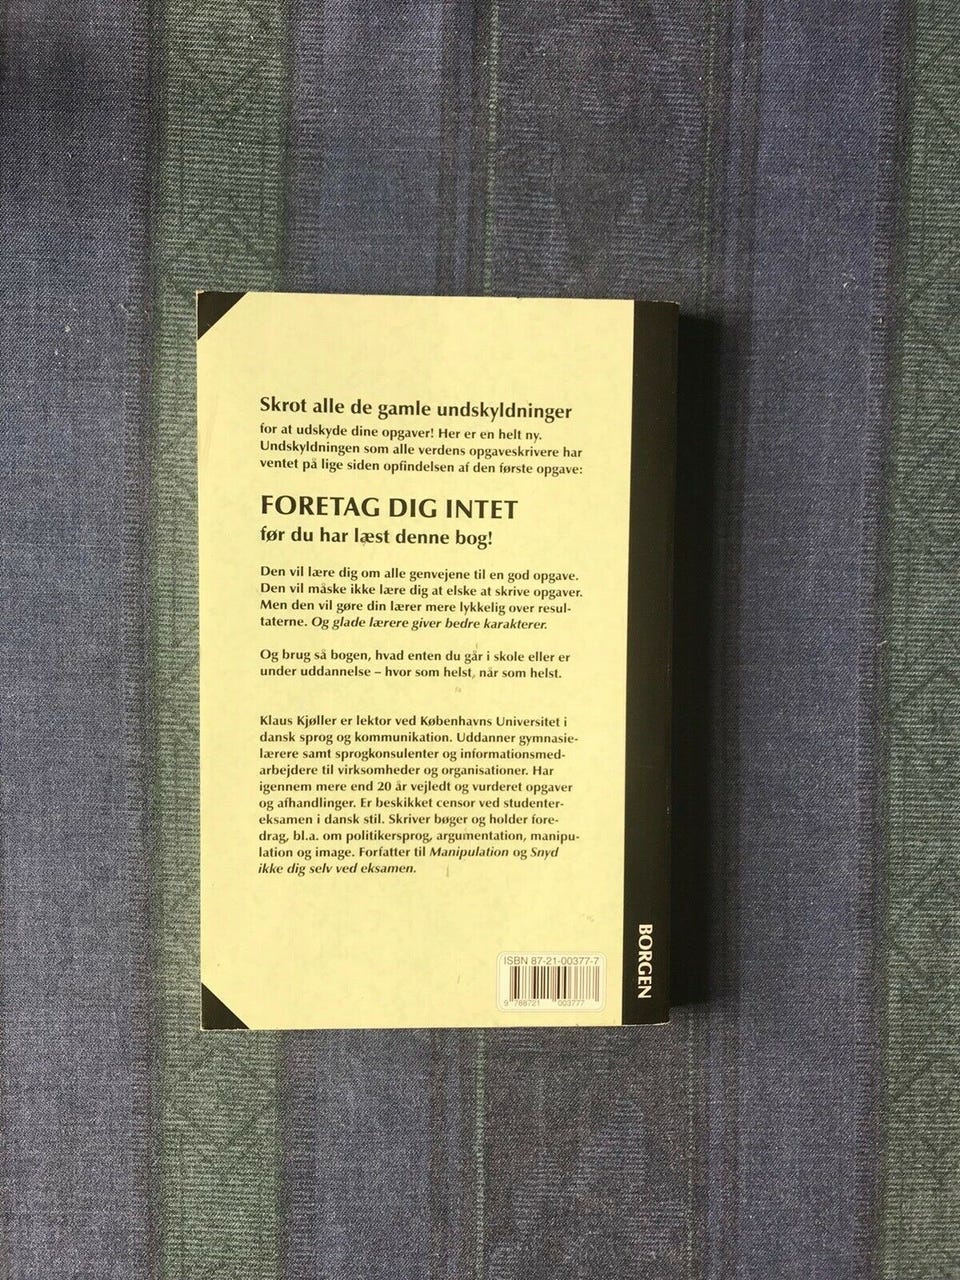 Skrot alle de gamle undskyldninger
for at udskyde dine opgaver! Her er en helt ny.
Undskyldningen som alle verdens opgaveskrivere har
ventet på lige siden opfindelsen af den første opgave:
FORETAG DIG INTET
før du har læst denne bog!
Den vil lære dig om alle genvejene til en god opgave.
Den vil måske ikke lære dig at elske at skrive opgaver.
Men den vil gøre din lærer mere lykkelig over resul-
taterne. Og glade lærere giver bedre karakterer.
Og brug så bogen, hvad enten du går i skole eller er
under uddannelse – hvor som helst, når som helst.
Klaus Kjøller er lektor ved Københavns Universitet i
dansk sprog og kommunikation. Uddanner gymnasie-
lærere samt sprogkonsulenter og informationsmed-
arbejdere til virksomheder og organisationer. Har
igennem mere end 20 år vejledt og vurderet opgaver
og afhandlinger. Er beskikket censor ved studenter-
eksamen i dansk stil. Skriver bøger og holder fore-
drag, bl.a. om politikersprog, argumentation, manipu-
lation og image. Forfatter til Manipulation og Snyd
ikke dig selv ved eksamen.
ISBN 87-21-00377-7
9 788721 003777
BORGEN